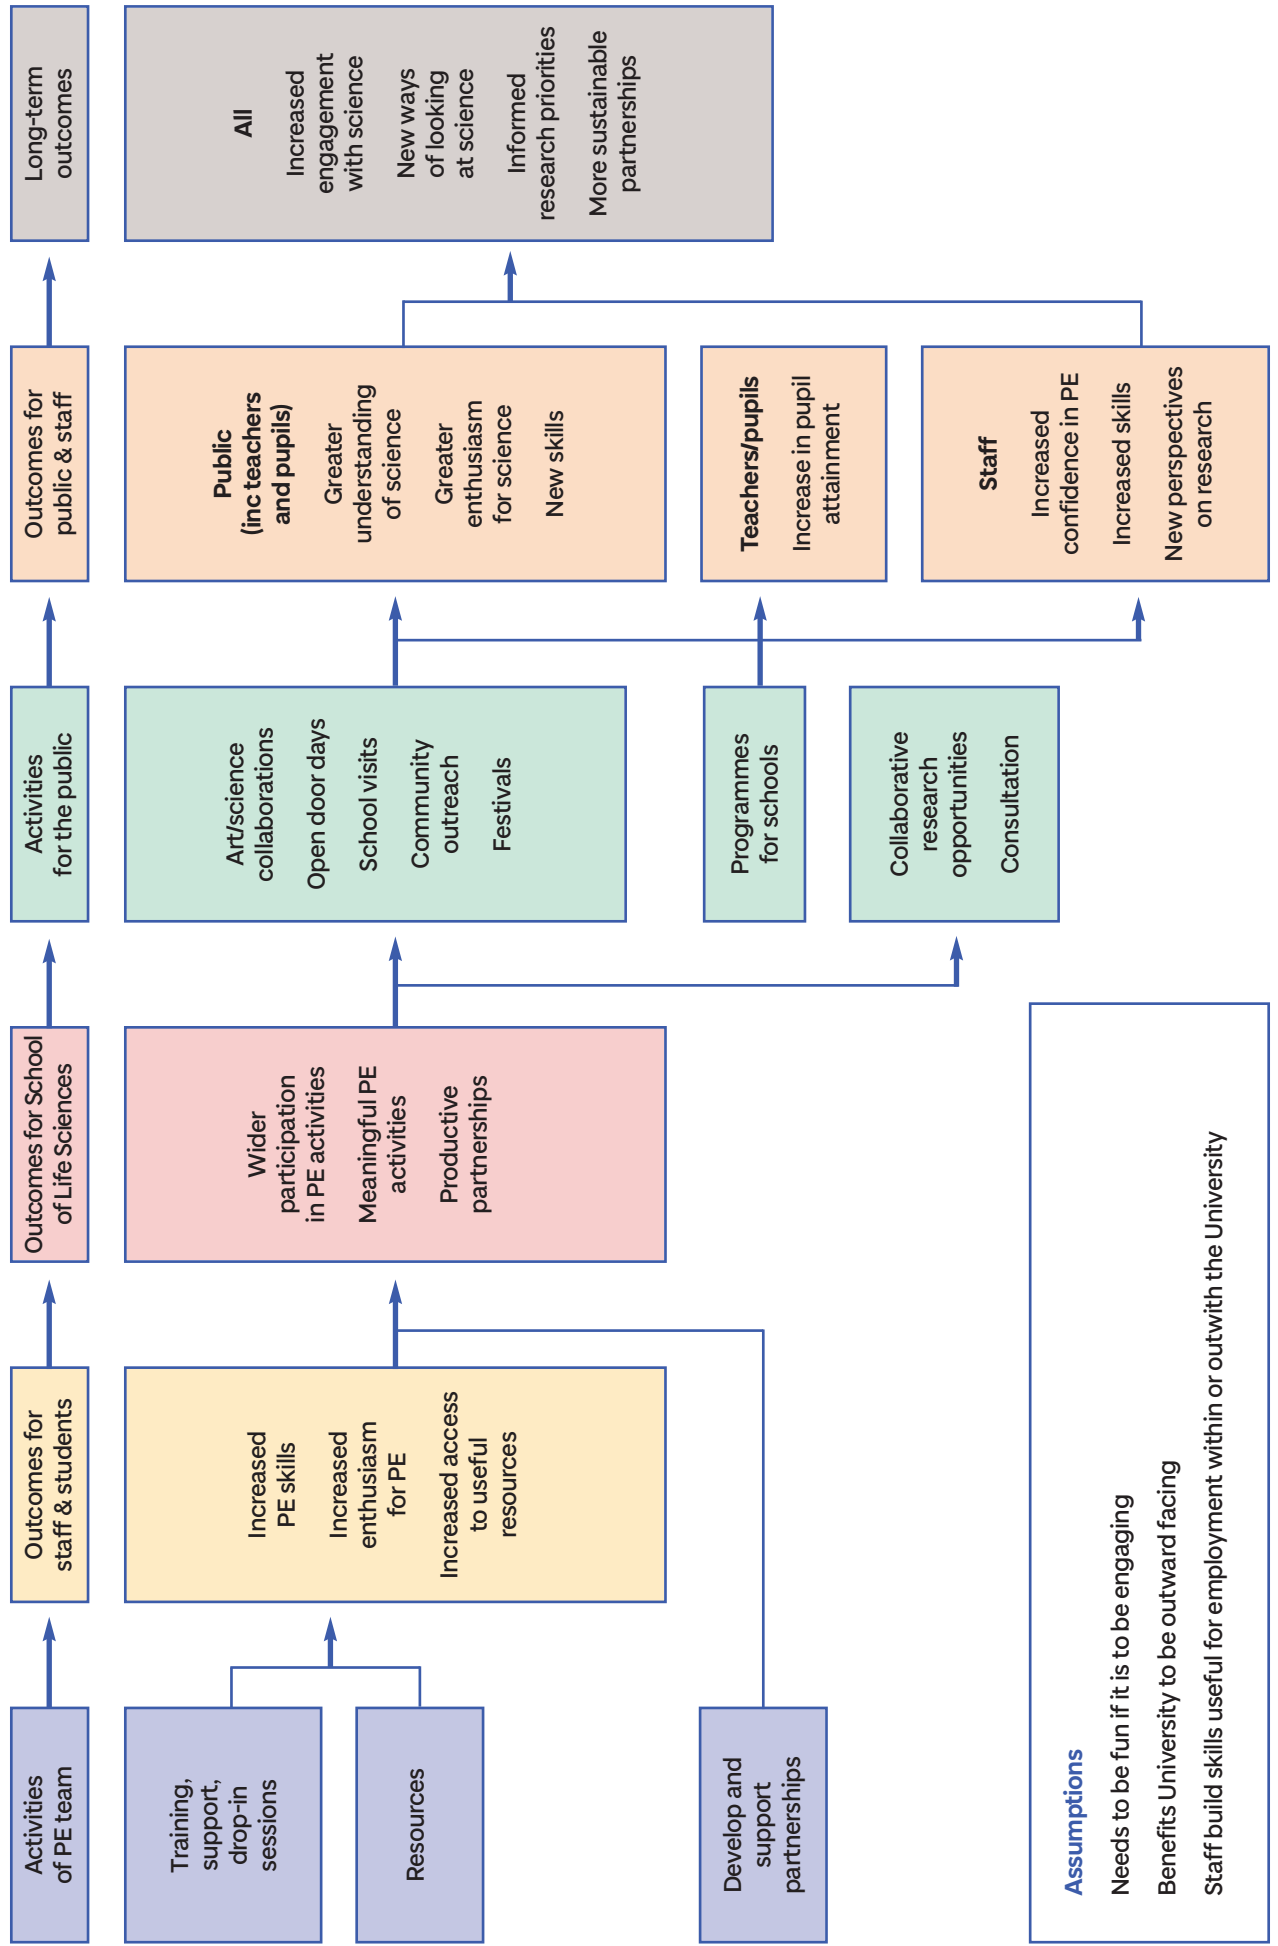 Activities
of PE team
Outcomes for
staff & students
Outcomes for School
of Life Sciences
Activities
for the public
Outcomes for
public & staff
Long-term
outcomes
Training,
support,
drop-in
sessions
Resources
Develop and
support
partnerships
Increased
PE skills
Increased
enthusiasm
for PE
Increased access
to useful
resources
Wider
participation
in PE activities
Meaningful PE
activities
Productive
partnerships
Art/science
collaborations
Open door days
School visits
Community
outreach
Festivals
Programmes
for schools
Collaborative
research
opportunities
Consultation
Public
(inc teachers
and pupils)
Greater
understanding
of science
Greater
enthusiasm
for science
New skills
Teachers/pupils
Increase in pupil
attainment
Staff
Increased
confidence in PE
Increased skills
New perspectives
on research
All
Increased
engagement
with science
New ways
of looking
at science
Informed
research priorities
More sustainable
partnerships
Assumptions
Needs to be fun if it is to be engaging
Benefits University to be outward facing
Staff build skills useful for employment within or outwith the University